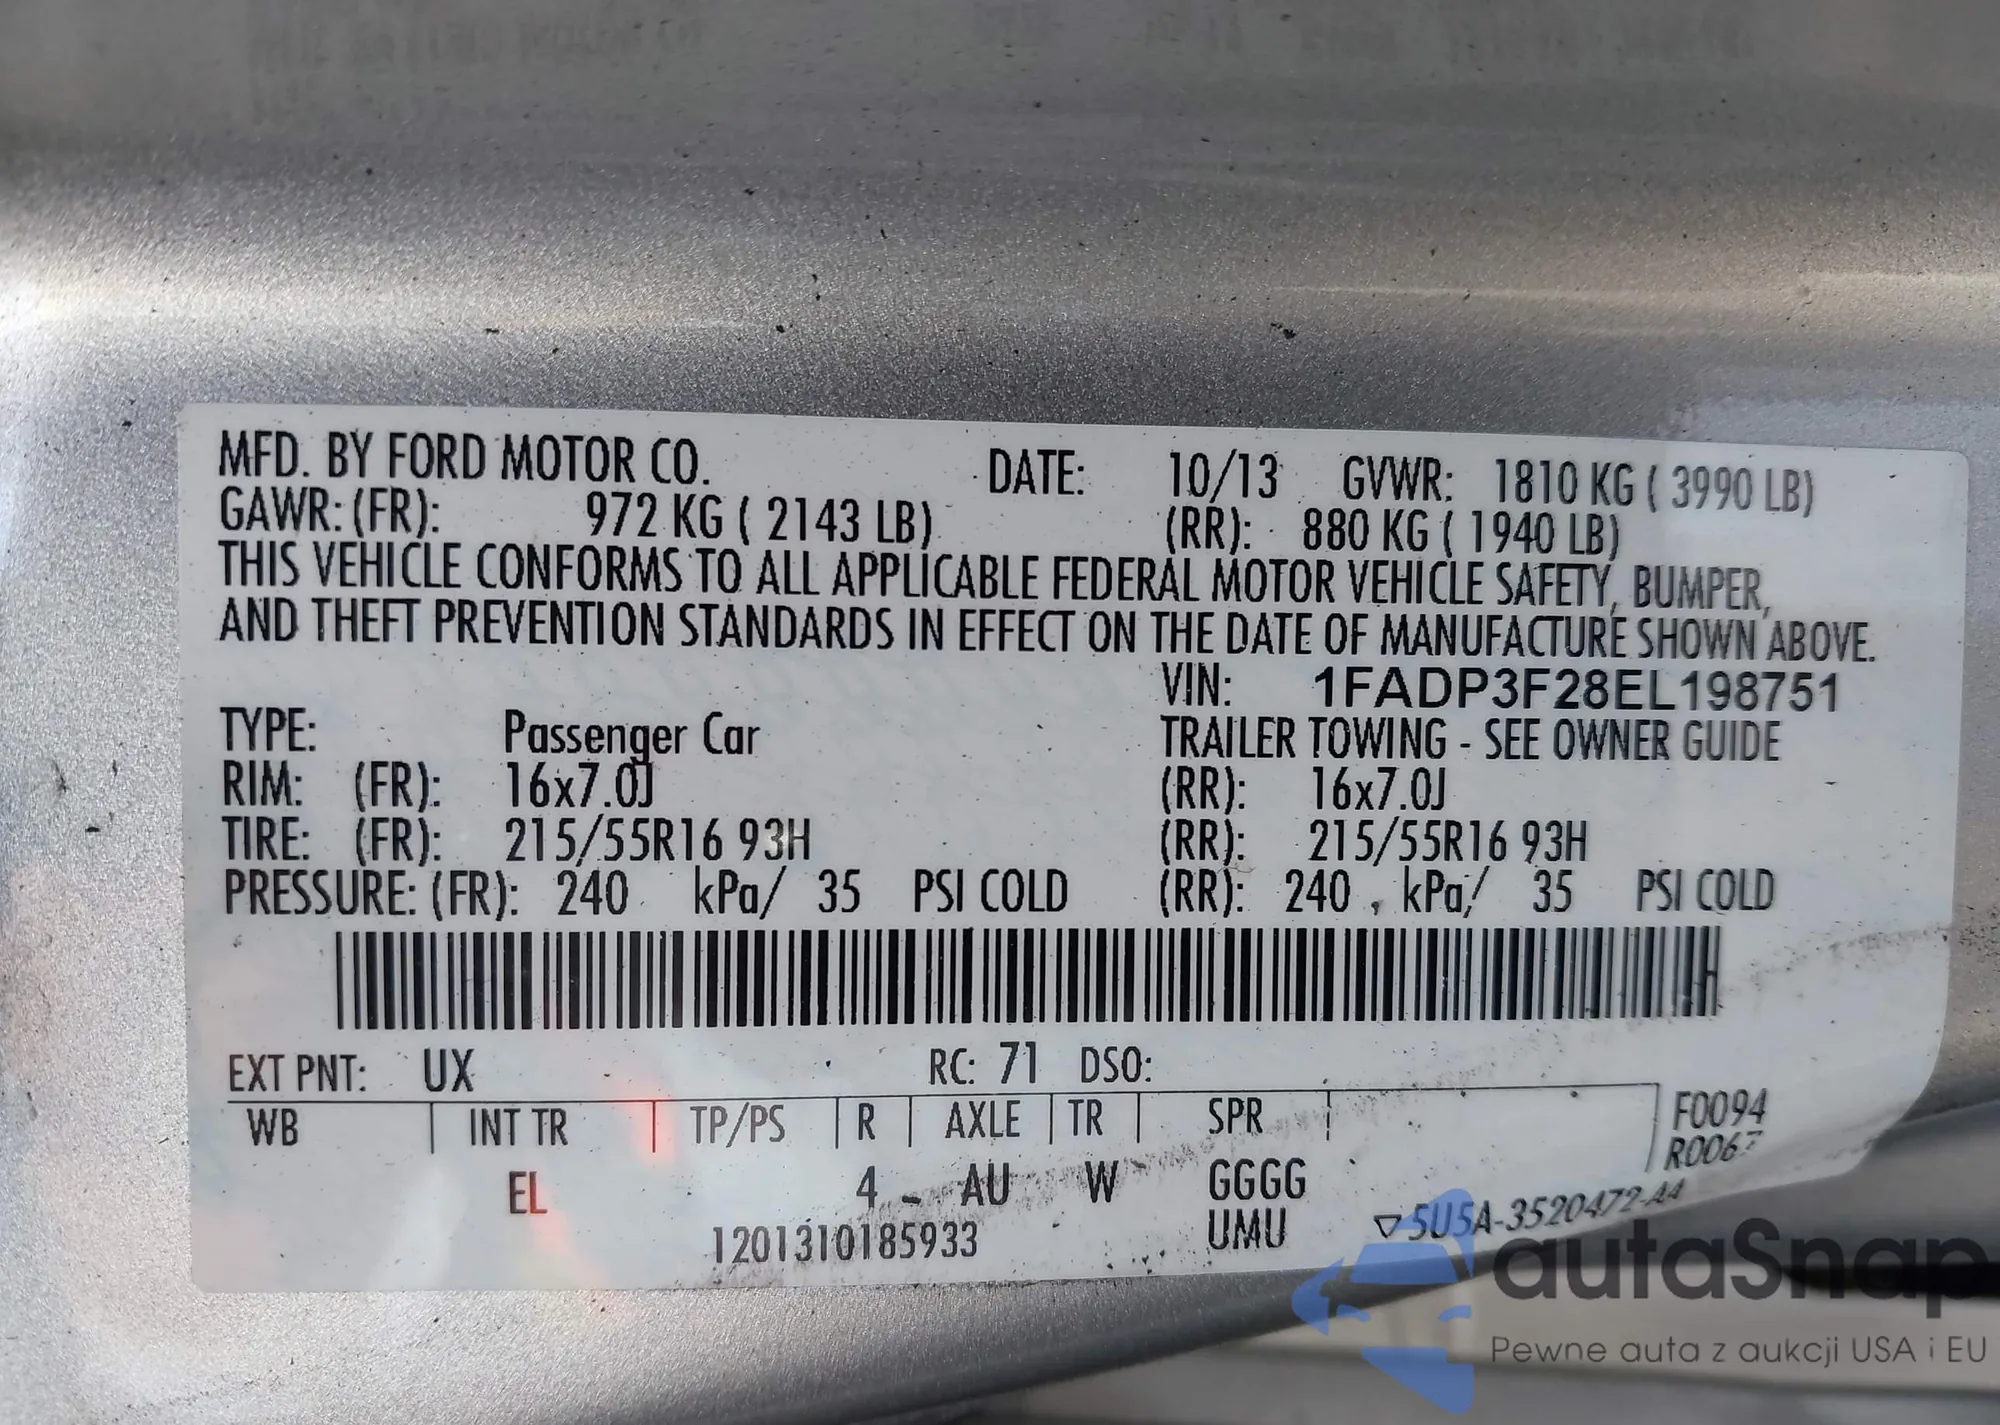 MFD. BY FORD MOTOR CO. DATE: 10/13 GVWR: 1810 KG ( 3990 LB)
GAWR: (FR): 972 KG ( 2143 LB) (RR): 880 KG ( 1940 LB)
THIS VEHICLE CONFORMS TO ALL APPLICABLE FEDERAL MOTOR VEHICLE SAFETY, BUMPER,
AND THEFT PREVENTION STANDARDS IN EFFECT ON THE DATE OF MANUFACTURE SHOWN ABOVE.
VIN: 1FADP3F28EL198751
TYPE: Passenger Car TRAILER TOWING - SEE OWNER GUIDE
RIM: (FR): 16x7.0J (RR): 16x7.0J
TIRE: (FR): 215/55R16 93H (RR): 215/55R16 93H
PRESSURE: (FR): 240 kPa/ 35 PSI COLD (RR): 240 kPa/ 35 PSI COLD
EXT PNT: UX RC: 71 DSO:
WB INT TR TP/PS R AXLE TR SPR F0094
R0067
EL 4 AU W GGGG
1201310185933 UMU 5U5A-3520472-AA
autaSnap
Pewne auta z aukcji USA i EU